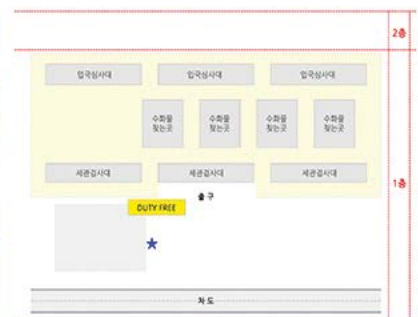 2층
입국심사대 입국심사대 입국심사대
수화물 수화물 수화물 수화물
찾는곳 찾는곳 찾는곳 찾는곳
1층
세관검사대 세관검사대 세관검사대
출구
DUTY FREE
차도